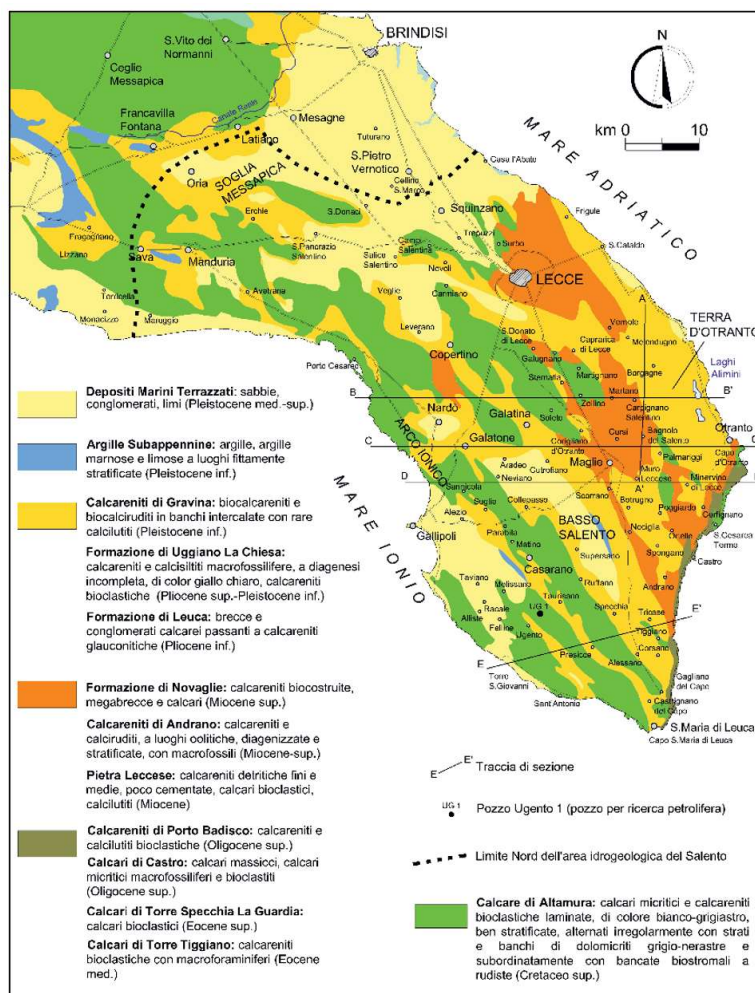 BRINDISI
S.Vito dei
Normanni
Ceglie
Messapica
N
km 0 10
Francavilla
Fontana
Canale Reale
Mesagne
Latiano
Tuturano
S.Pietro
Vernotico
Casa l'Abate
MARE ADRIATICO
SOGLIA
MESSAPICA
Oria
Cellino
S.Marco
Erchie
S.Donaci
Squinzano
Frigole
Fragagnano
Lizzana
Sava
Manduria
S.Pancrazio
Salentino
Campi
Salentina
Trepuzzi
Surbo
S.Cataldo
Salice
Salentino
Novoli
LECCE
Torricella
Avetrana
Veglie
Carmiano
A
TERRA
D'OTRANTO
Monacizzo
Maruggio
Leverano
Vernole
Melendugno
S.Donato
di Lecce
Caprarica
di Lecce
Laghi
Alimini
Porto Cesareo
Copertino
Galugnano
Martignano
Borgagne
Sternatia
B
Martano
B'
Zollino
Carpignano
Salentino
Nardò
Galatina
Soleto
Otranto
ARCO IONICO
Galatone
Corigliano
d'Otranto
Cursi
Bagnolo
del Salento
C
Capo
d'Otranto
Palmariggi
Aradeo
Cutrofiano
Maglie
Muro
Leccese
Minervino
di Lecce
D
Neviano
A'
Sangicola
Scorrano
MARE IONIO
Tuglie
Collepasso
Botrugno
Poggiardo
Cerfignano
Alezio
BASSO
SALENTO
Nociglia
Ortelle
S.Cesarea
Terme
Gallipoli
Parabita
Matino
Spongano
Castro
Supersano
Casarano
Andrano
Taviano
Melissano
Ruffano
Taurisano
Racale
UG 1
Specchia
Tricase
Alliste
Felline
Ugento
Tiggiano
E'
Presicce
Corsano
E
Alessano
Torre
S.Giovanni
Gagliano
del Capo
Sant'Antonio
Castrignano
del Capo
S.Maria di Leuca
Capo S.Maria di Leuca
Depositi Marini Terrazzati: sabbie,
conglomerati, limi (Pleistocene med.-sup.)
Argille Subappennine: argille, argille
marnose e limose a luoghi fittamente
stratificate (Pleistocene inf.)
Calcareniti di Gravina: biocalcareniti e
biocalciruditi in banchi intercalate con rare
calcilutiti (Pleistocene inf.)
Formazione di Uggiano La Chiesa:
calcareniti e calcisiltiti macrofossilifere, a diagenesi
incompleta, di color giallo chiaro, calcareniti
bioclastiche (Pliocene sup.-Pleistocene inf.)
Formazione di Leuca: brecce e
conglomerati calcarei passanti a calcareniti
glauconitiche (Pliocene inf.)
Formazione di Novaglie: calcareniti biocostruite,
megabrecce e calcari (Miocene sup.)
Calcareniti di Andrano: calcareniti e
calciruditi, a luoghi oolitiche, diagenizzate e
stratificate, con macrofossili (Miocene-sup.)
Pietra Leccese: calcareniti detritiche fini e
medie, poco cementate, calcari bioclastici,
calcilutiti (Miocene)
Calcareniti di Porto Badisco: calcareniti e
calcilutiti bioclastiche (Oligocene sup.)
Calcari di Castro: calcari massicci, calcari
micritici macrofossiliferi e bioclastiti
(Oligocene sup.)
Calcari di Torre Specchia La Guardia:
calcari bioclastici (Eocene sup.)
Calcari di Torre Tiggiano: calcareniti
bioclastiche con macroforaminiferi (Eocene
med.)
E E' Traccia di sezione
UG 1 Pozzo Ugento 1 (pozzo per ricerca petrolifera)
Limite Nord dell'area idrogeologica del Salento
Calcare di Altamura: calcari micritici e calcareniti
bioclastiche laminate, di colore bianco-grigiastro,
ben stratificate, alternati irregolarmente con strati
e banchi di dolomicriti grigio-nerastre e
subordinatamente con bancate biostromali a
rudiste (Cretaceo sup.)